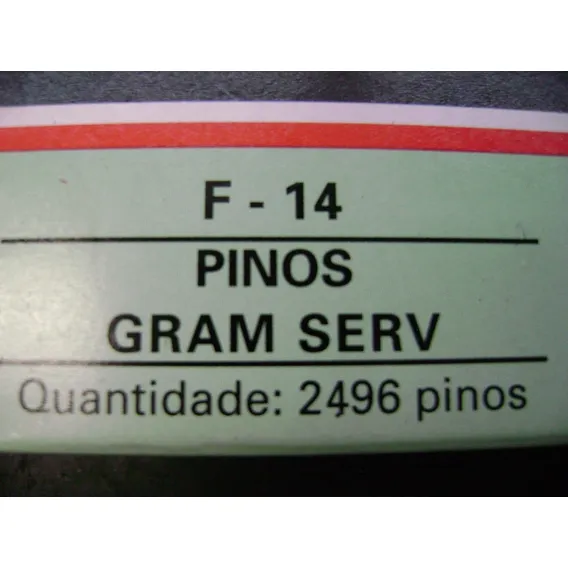 F - 14
PINOS
GRAM SERV
Quantidade: 2496 pinos